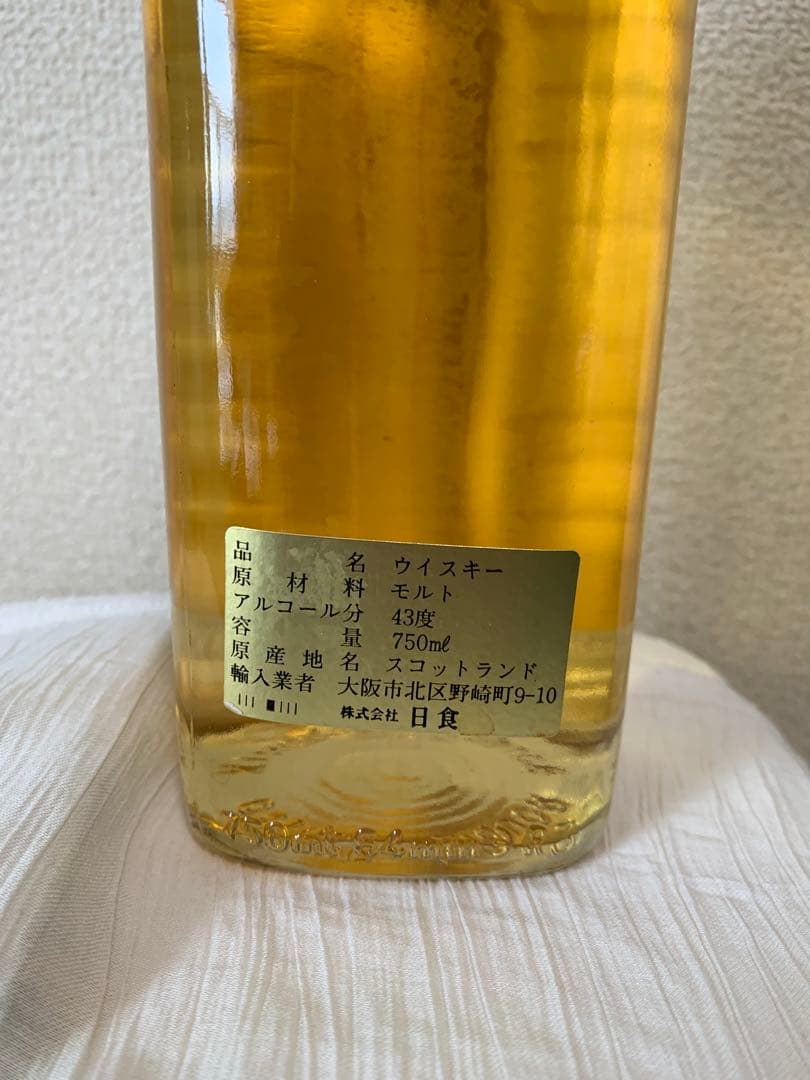 品名 ウイスキー
原材料 モルト
アルコール分 43度
容量 750mℓ
原産地名 スコットランド
輸入業者 大阪市北区野崎町9-10
株式会社 日食